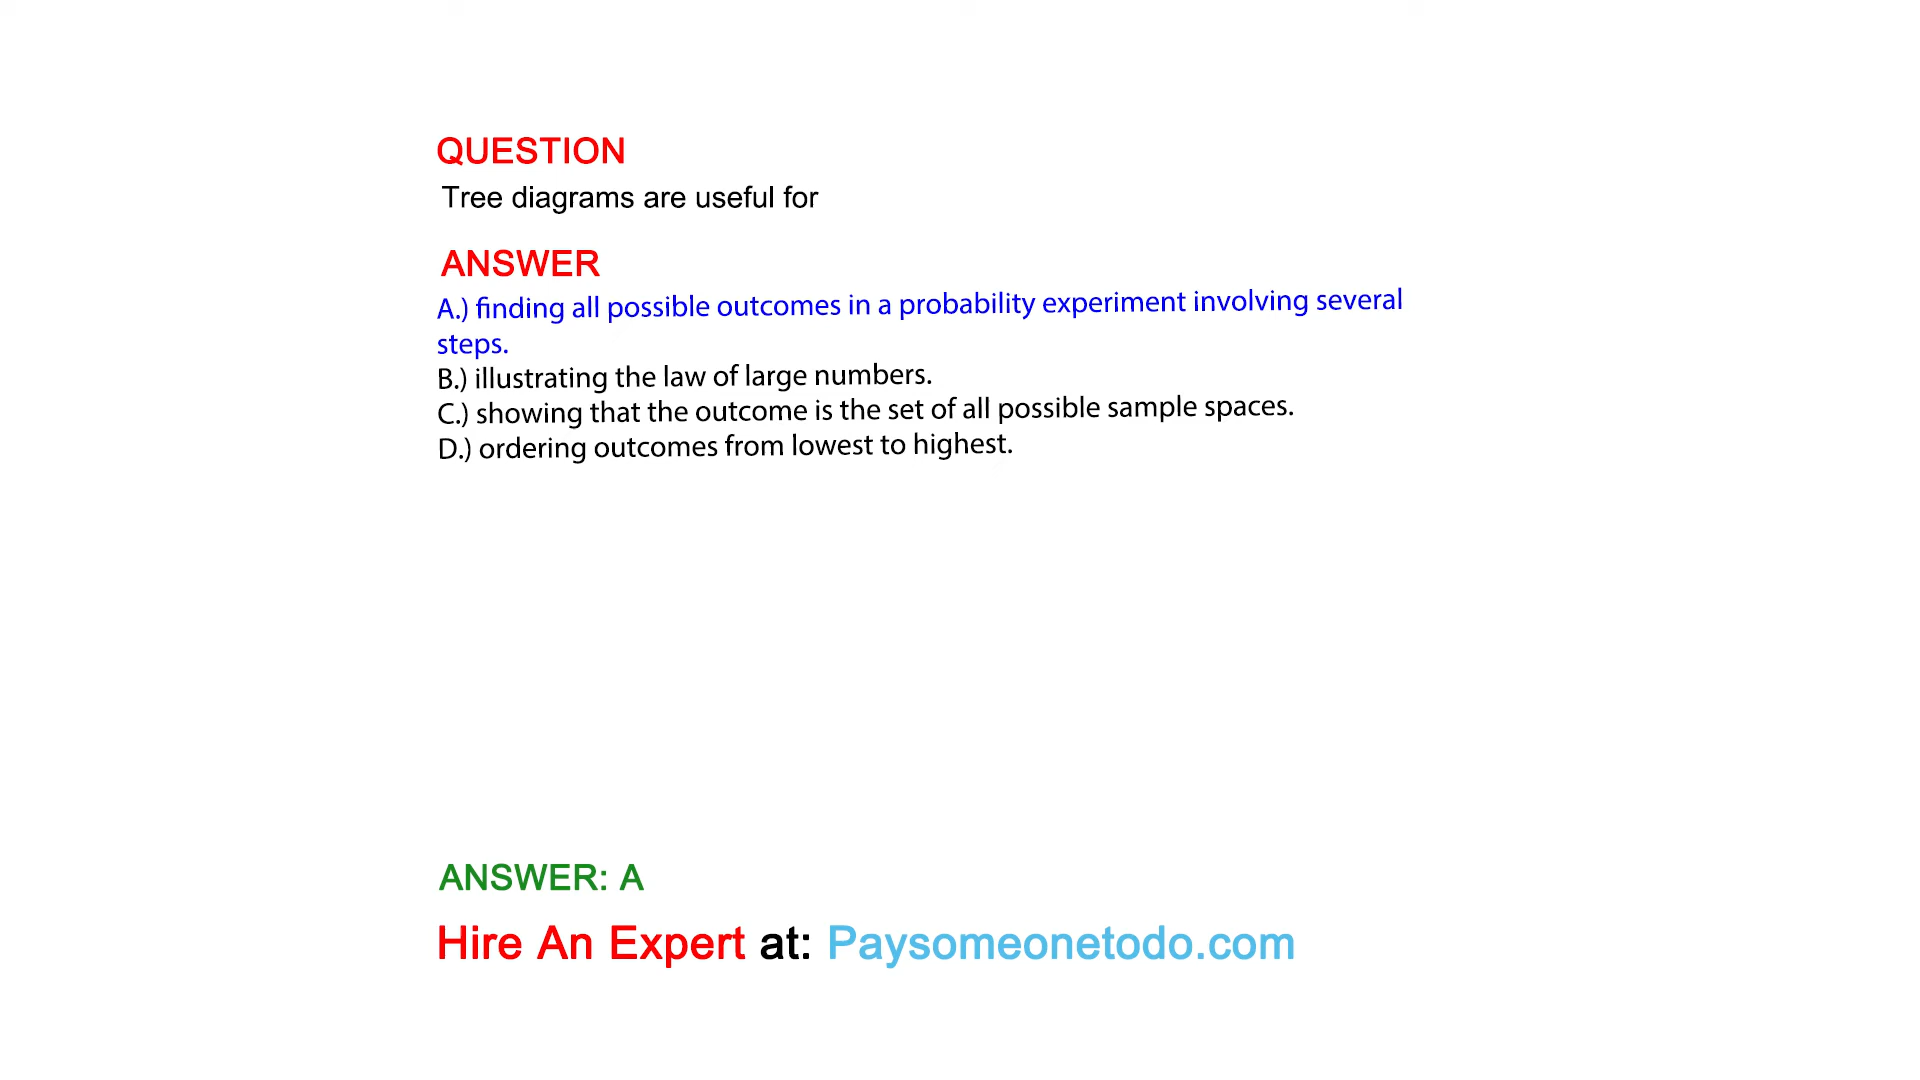 QUESTION
Tree diagrams are useful for
ANSWER
A.) finding all possible outcomes in a probability experiment involving several
steps.
B.) illustrating the law of large numbers.
C.) showing that the outcome is the set of all possible sample spaces.
D.) ordering outcomes from lowest to highest.
ANSWER: A
Hire An Expert at: Paysomeonetodo.com